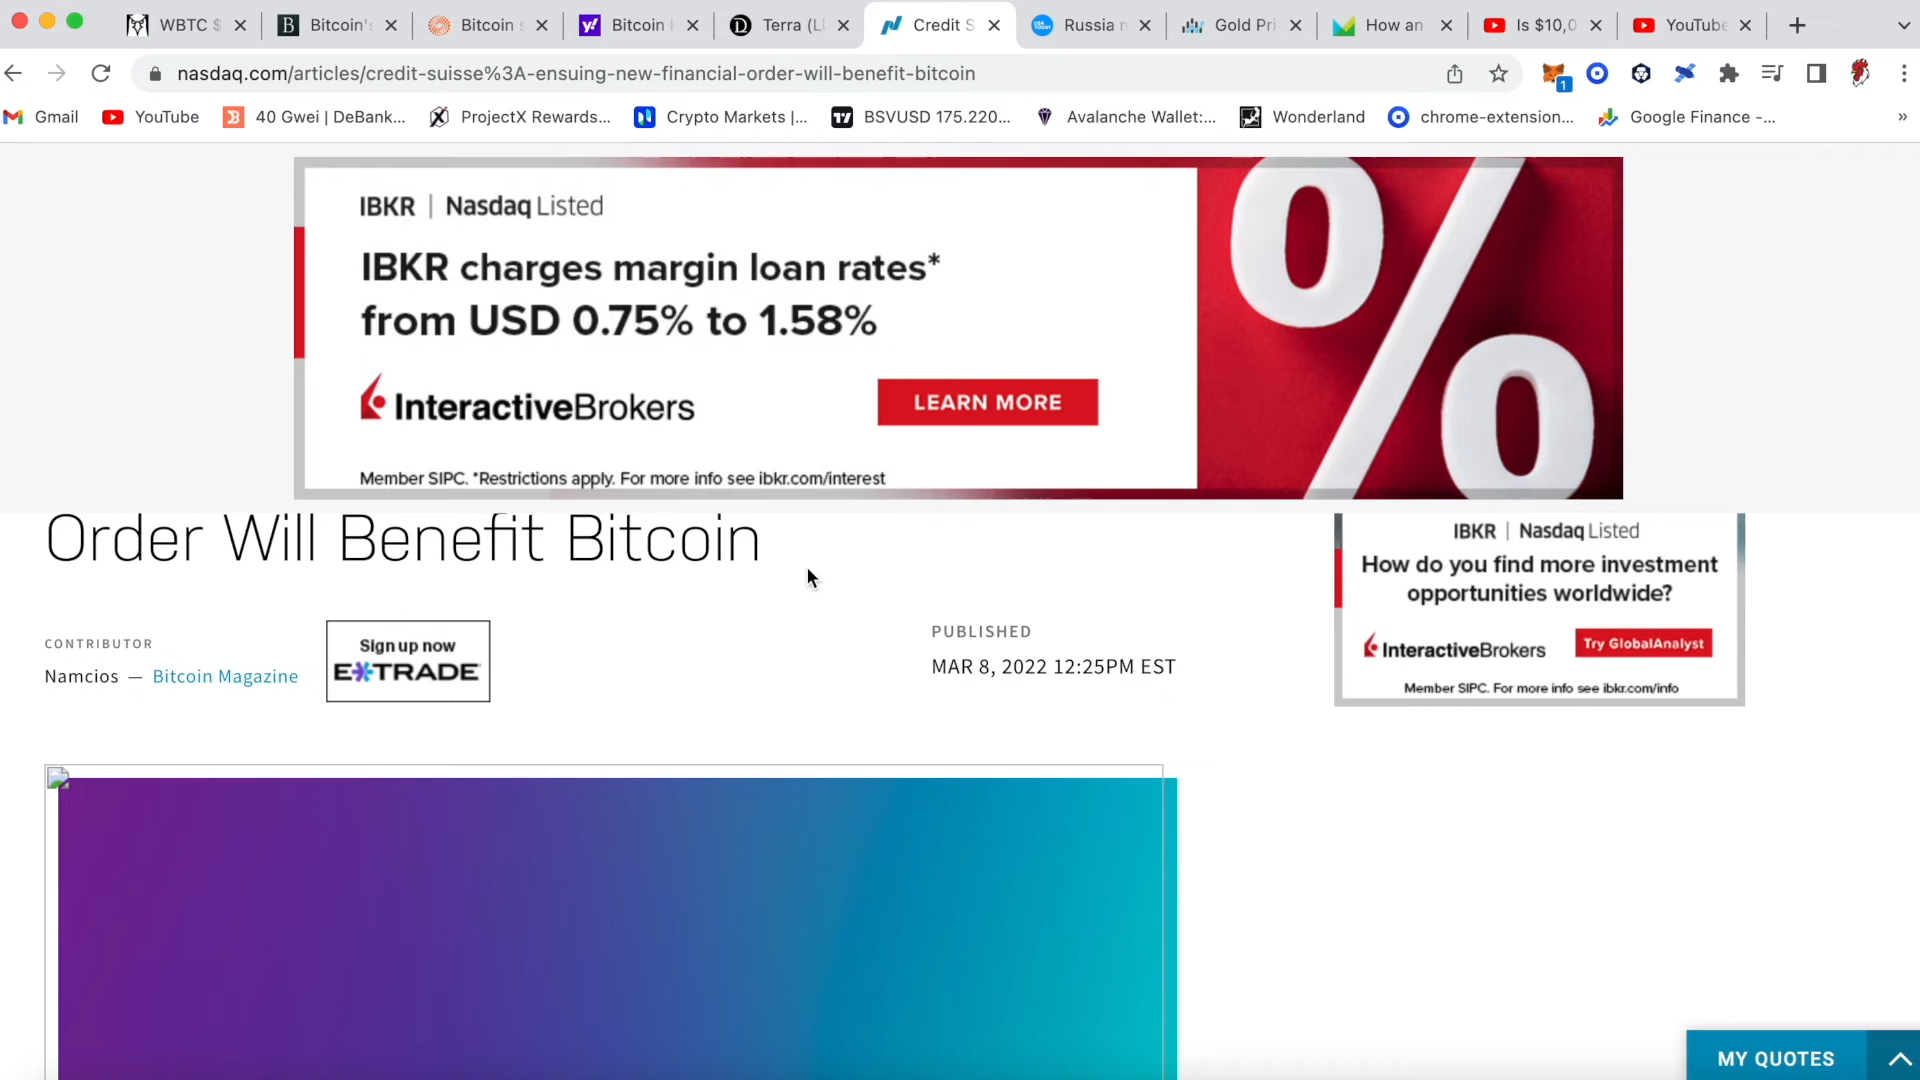 WBTC $
Bitcoin's
Bitcoin s
Bitcoin H
Terra (LU
Credit S
Russia n
Gold Pri
How an
Is $10,0
YouTube
nasdaq.com/articles/credit-suisse%3A-ensuing-new-financial-order-will-benefit-bitcoin
1
Gmail
YouTube
40 Gwei | DeBank...
ProjectX Rewards...
Crypto Markets |...
BSVUSD 175.220...
Avalanche Wallet:...
Wonderland
chrome-extension...
Google Finance -...
IBKR | Nasdaq Listed
IBKR charges margin loan rates*
from USD 0.75% to 1.58%
InteractiveBrokers
LEARN MORE
Member SIPC. *Restrictions apply. For more info see ibkr.com/interest
%
Order Will Benefit Bitcoin
CONTRIBUTOR
Namcios — Bitcoin Magazine
Sign up now
E*TRADE
PUBLISHED
MAR 8, 2022 12:25PM EST
IBKR | Nasdaq Listed
How do you find more investment
opportunities worldwide?
InteractiveBrokers
Try GlobalAnalyst
Member SIPC. For more info see ibkr.com/info
MY QUOTES